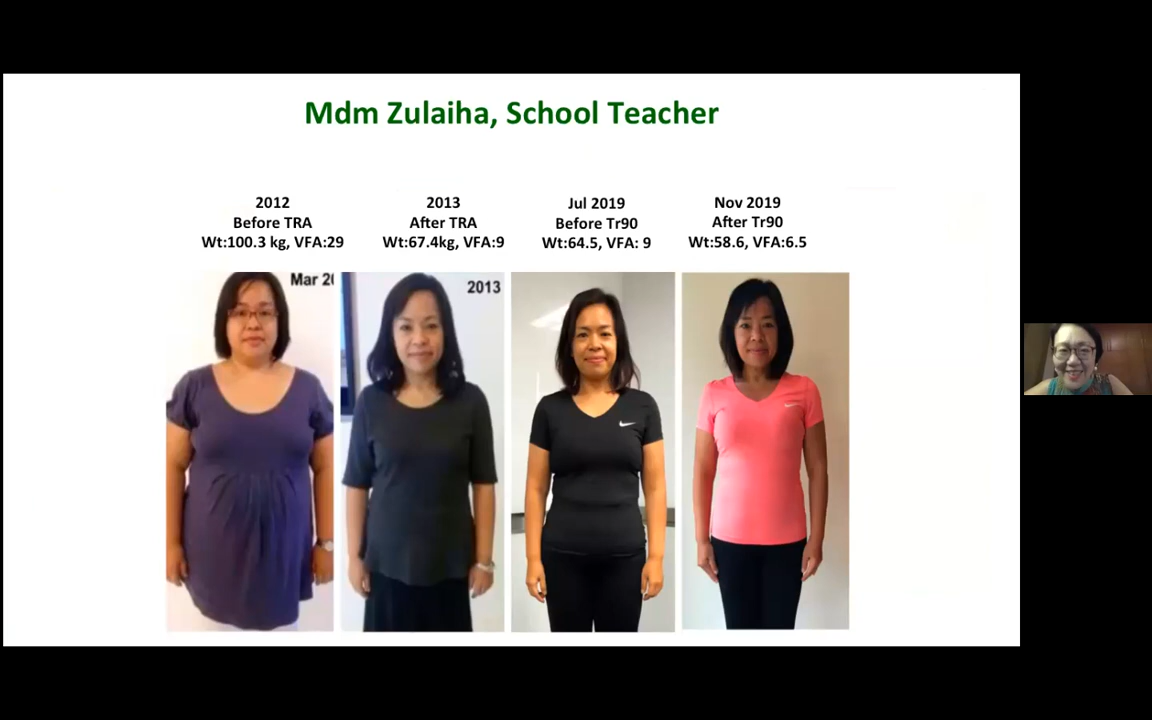 Mdm Zulaiha, School Teacher
2012
Before TRA
Wt:100.3 kg, VFA:29
2013
After TRA
Wt:67.4kg, VFA:9
Jul 2019
Before Tr90
Wt:64.5, VFA: 9
Nov 2019
After Tr90
Wt:58.6, VFA:6.5
Mar 20
2013